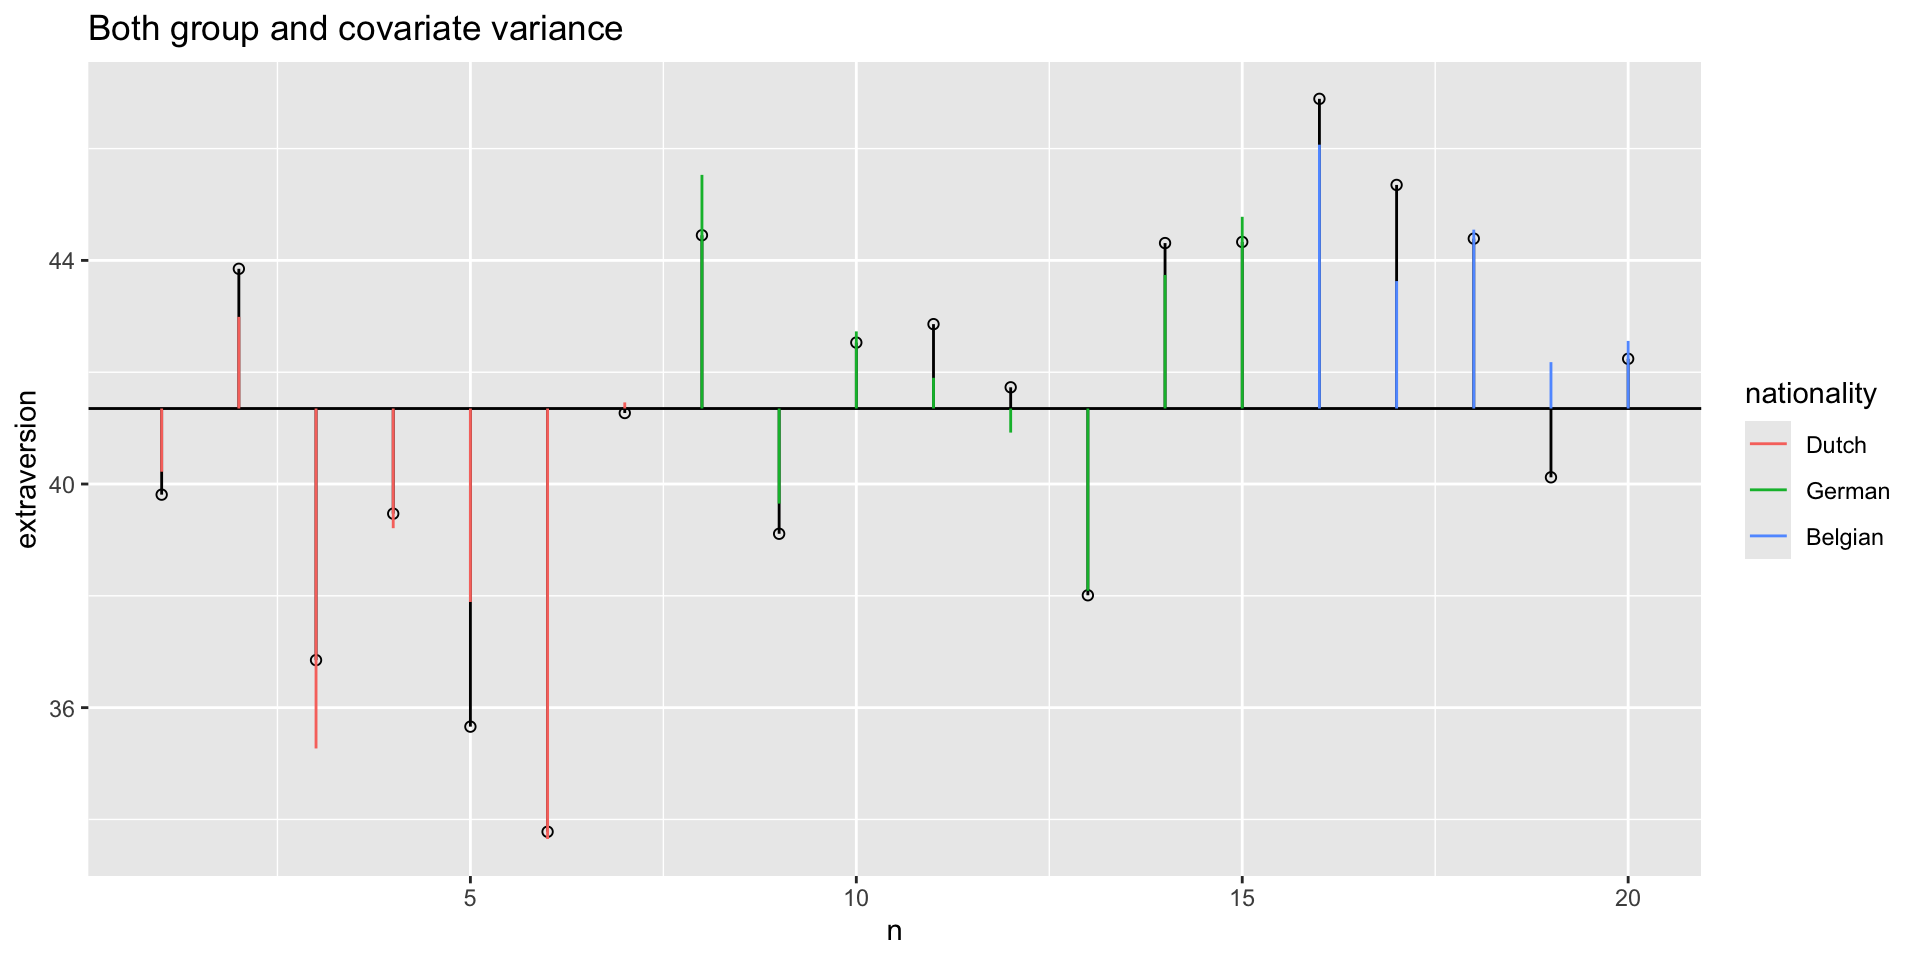 Both group and covariate variance
extraversion
44
40
36
5
10
15
20
n
nationality
Dutch
German
Belgian